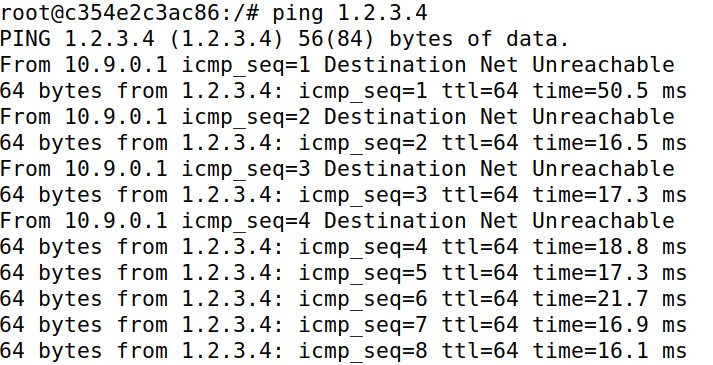 root@c354e2c3ac86:/# ping 1.2.3.4
PING 1.2.3.4 (1.2.3.4) 56(84) bytes of data.
From 10.9.0.1 icmp_seq=1 Destination Net Unreachable
64 bytes from 1.2.3.4: icmp_seq=1 ttl=64 time=50.5 ms
From 10.9.0.1 icmp_seq=2 Destination Net Unreachable
64 bytes from 1.2.3.4: icmp_seq=2 ttl=64 time=16.5 ms
From 10.9.0.1 icmp_seq=3 Destination Net Unreachable
64 bytes from 1.2.3.4: icmp_seq=3 ttl=64 time=17.3 ms
From 10.9.0.1 icmp_seq=4 Destination Net Unreachable
64 bytes from 1.2.3.4: icmp_seq=4 ttl=64 time=18.8 ms
64 bytes from 1.2.3.4: icmp_seq=5 ttl=64 time=17.3 ms
64 bytes from 1.2.3.4: icmp_seq=6 ttl=64 time=21.7 ms
64 bytes from 1.2.3.4: icmp_seq=7 ttl=64 time=16.9 ms
64 bytes from 1.2.3.4: icmp_seq=8 ttl=64 time=16.1 ms